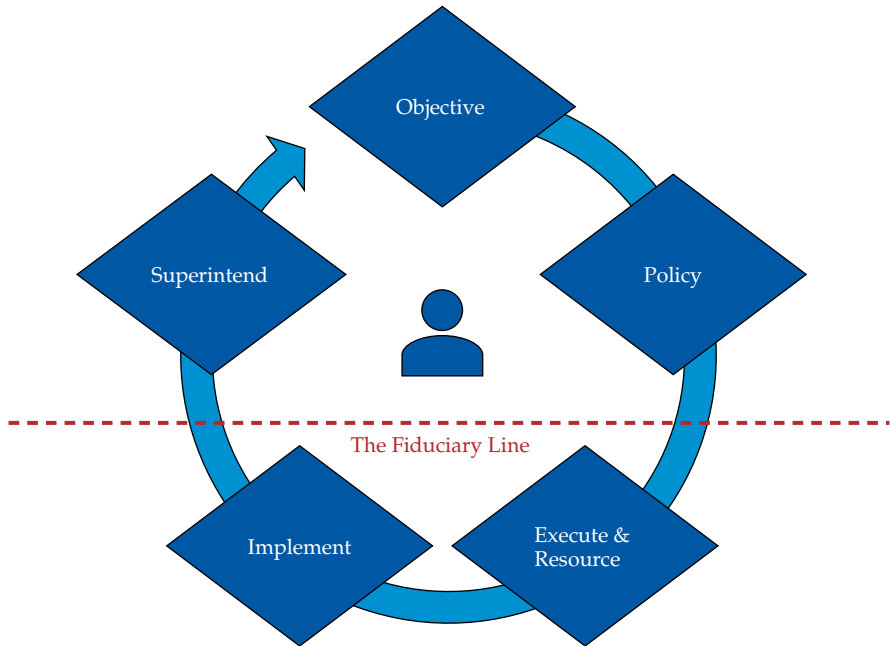 Objective
Superintend
Policy
The Fiduciary Line
Implement
Execute &
Resource